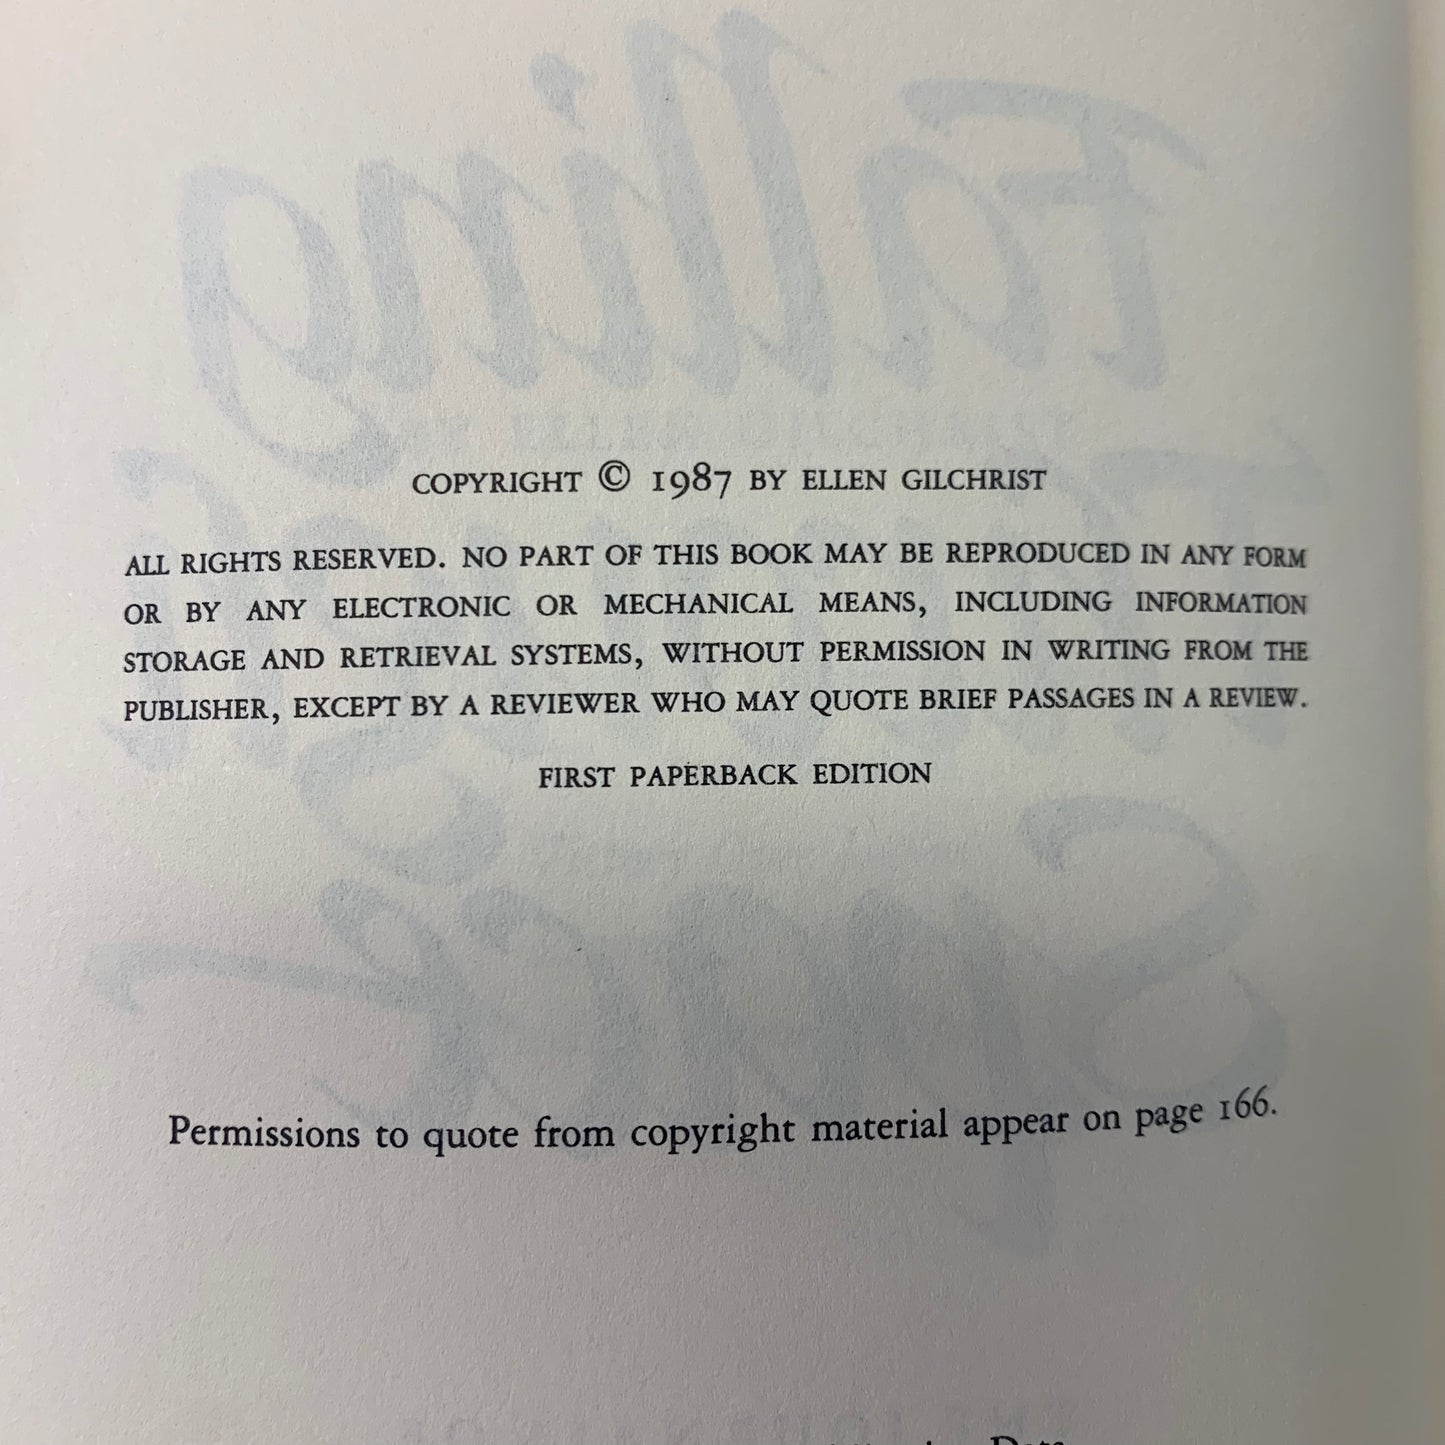 COPYRIGHT © 1987 BY ELLEN GILCHRIST
ALL RIGHTS RESERVED. NO PART OF THIS BOOK MAY BE REPRODUCED IN ANY FORM
OR BY ANY ELECTRONIC OR MECHANICAL MEANS, INCLUDING INFORMATION
STORAGE AND RETRIEVAL SYSTEMS, WITHOUT PERMISSION IN WRITING FROM THE
PUBLISHER, EXCEPT BY A REVIEWER WHO MAY QUOTE BRIEF PASSAGES IN A REVIEW.
FIRST PAPERBACK EDITION
Permissions to quote from copyright material appear on page 166.